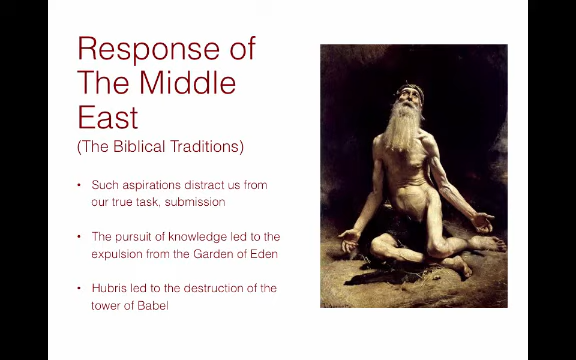 Response of
The Middle
East
(The Biblical Traditions)
• Such aspirations distract us from
our true task, submission
• The pursuit of knowledge led to the
expulsion from the Garden of Eden
• Hubris led to the destruction of the
tower of Babel